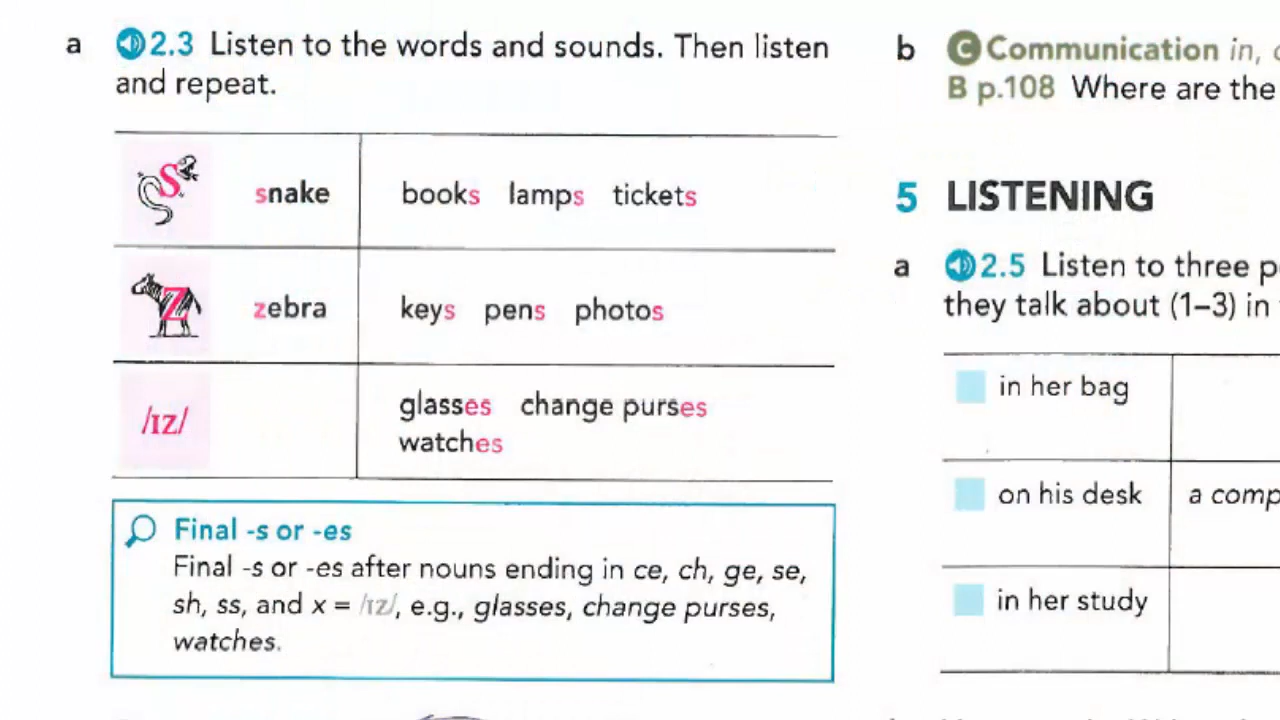 a 2.3 Listen to the words and sounds. Then listen
and repeat.
S snake books lamps tickets
Z zebra keys pens photos
/ɪz/ glasses change purses
watches
Final -s or -es
Final -s or -es after nouns ending in ce, ch, ge, se,
sh, ss, and x = /ɪz/, e.g., glasses, change purses,
watches.
b C Communication in,
B p.108 Where are the
5 LISTENING
a 2.5 Listen to three
they talk about (1–3) in
in her bag
on his desk a comp
in her study